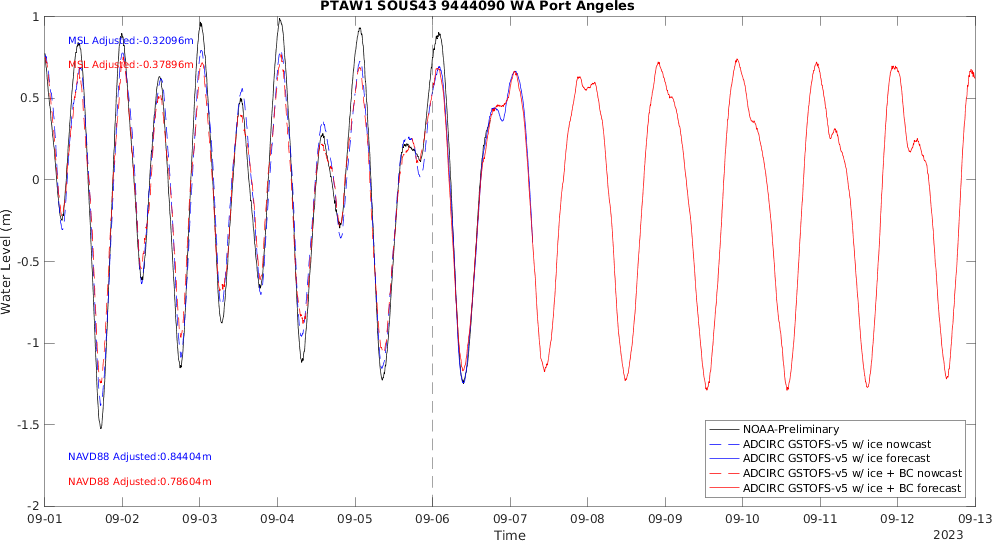 PTAW1 SOUS43 9444090 WA Port Angeles
1
MSL Adjusted:-0.32096m
MSL Adjusted:-0.37896m
0.5
0
Water Level (m)
-0.5
-1
-1.5
NOAA-Preliminary
ADCIRC GSTOFS-v5 w/ ice nowcast
ADCIRC GSTOFS-v5 w/ ice forecast
ADCIRC GSTOFS-v5 w/ ice + BC nowcast
ADCIRC GSTOFS-v5 w/ ice + BC forecast
NAVD88 Adjusted:0.84404m
NAVD88 Adjusted:0.78604m
-2
09-01 09-02 09-03 09-04 09-05 09-06 09-07 09-08 09-09 09-10 09-11 09-12 09-13
Time
2023